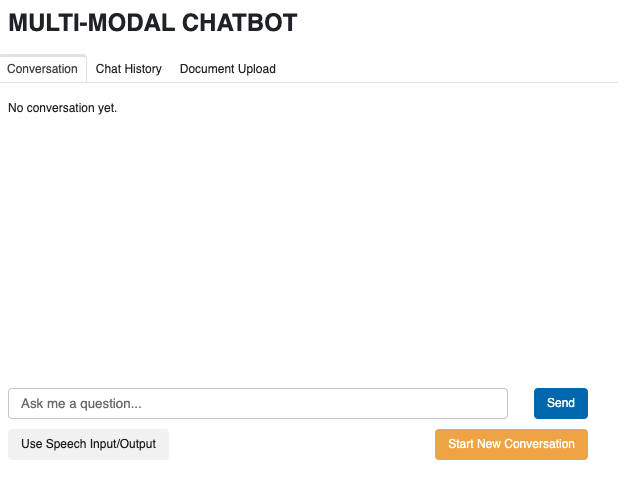 MULTI-MODAL CHATBOT
Conversation Chat History Document Upload
No conversation yet.
Ask me a question... Send
Use Speech Input/Output Start New Conversation